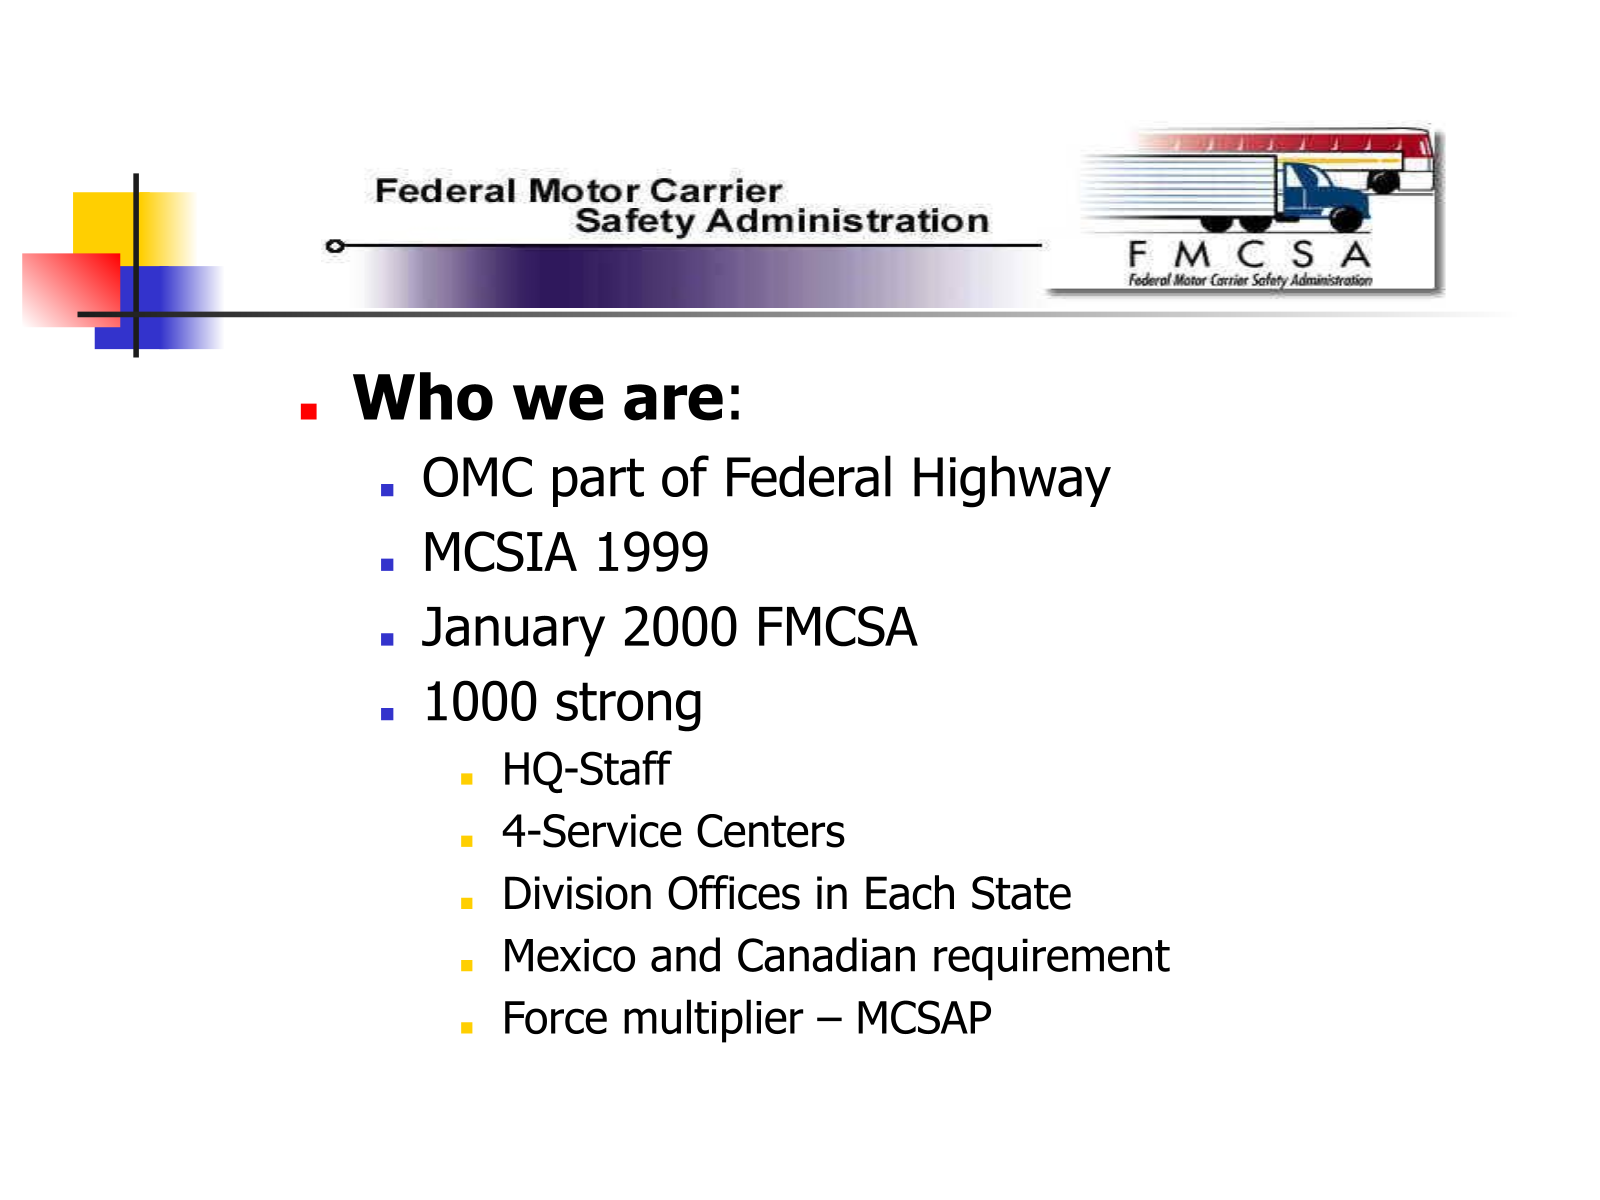 Federal Motor Carrier
Safety Administration
F M C S A
Federal Motor Carrier Safety Administration
Who we are:
OMC part of Federal Highway
MCSIA 1999
January 2000 FMCSA
1000 strong
HQ-Staff
4-Service Centers
Division Offices in Each State
Mexico and Canadian requirement
Force multiplier – MCSAP